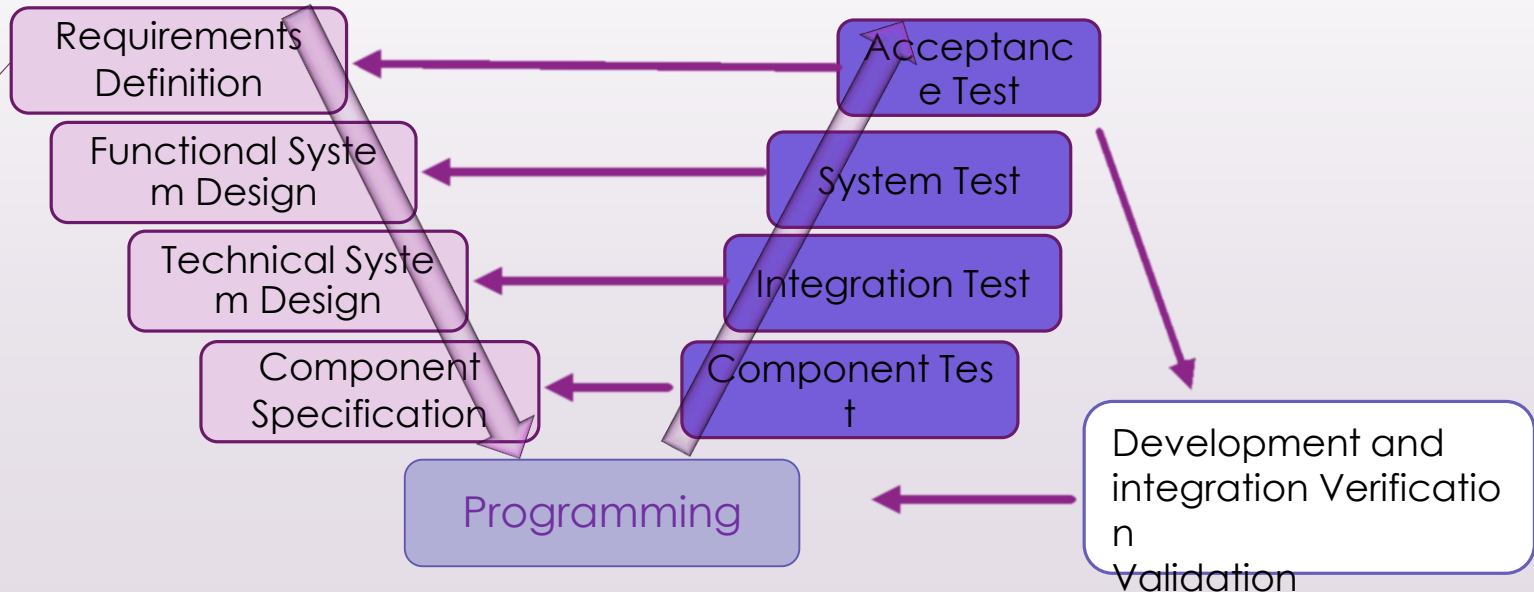 Requirements
Definition
Acceptanc
e Test
Functional Syste
m Design
System Test
Technical Syste
m Design
Integration Test
Component
Specification
Component Tes
t
Programming
Development and
integration Verificatio
n
Validation